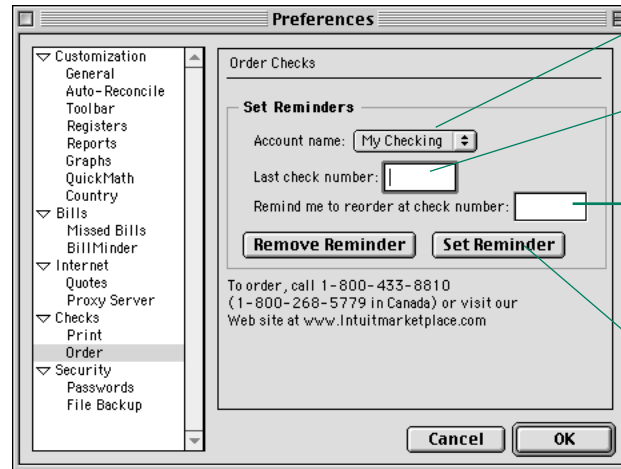 Preferences
Customization
General
Auto-Reconcile
Toolbar
Registers
Reports
Graphs
QuickMath
Country
Bills
Missed Bills
BillMinder
Internet
Quotes
Proxy Server
Checks
Print
Order
Security
Passwords
File Backup
Order Checks
Set Reminders
Account name: My Checking
Last check number:
Remind me to reorder at check number:
Remove Reminder Set Reminder
To order, call 1-800-433-8810
(1-800-268-5779 in Canada) or visit our
Web site at www.Intuitmarketplace.com
Cancel OK